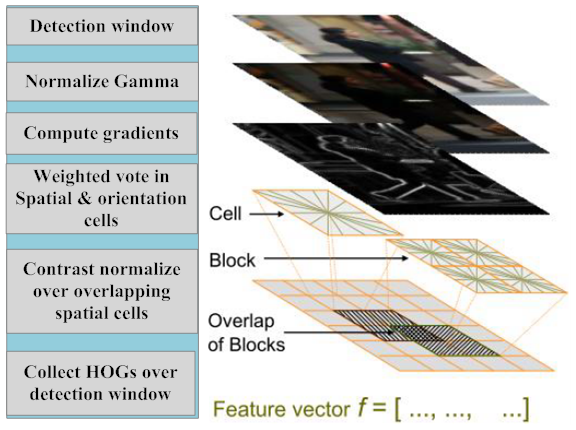 Detection window
Normalize Gamma
Compute gradients
Weighted vote in
Spatial & orientation
cells
Contrast normalize
over overlapping
spatial cells
Collect HOGs over
detection window
Cell
Block
Overlap
of Blocks
Feature vector f = [ ..., ..., ...]